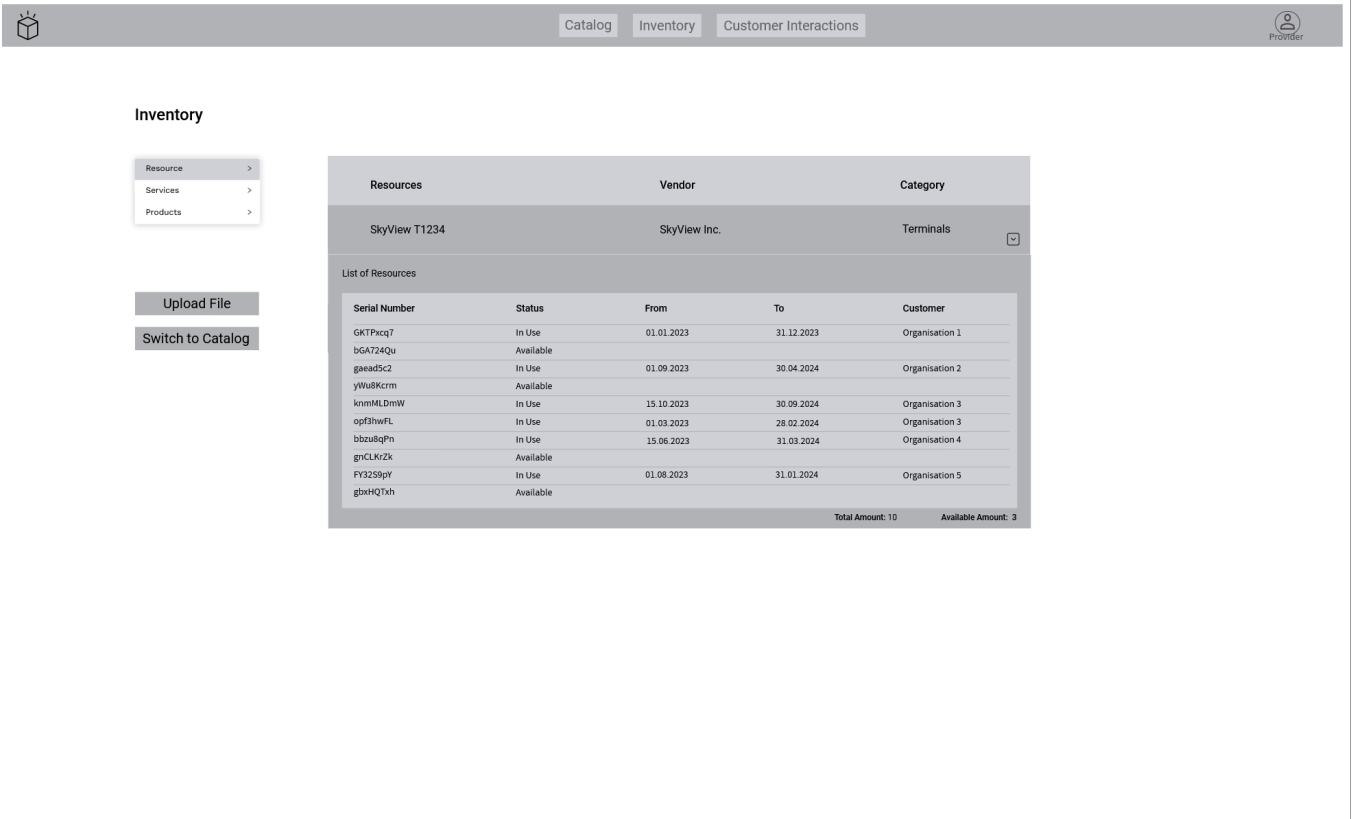 Catalog Inventory Customer Interactions
Provider
Inventory
Resource >
Services >
Products >
Upload File
Switch to Catalog
Resources Vendor Category
SkyView T1234 SkyView Inc. Terminals
List of Resources
Serial Number Status From To Customer
GKTPxcq7 In Use 01.01.2023 31.12.2023 Organisation 1
bGA724Qu Available
gaead5c2 In Use 01.09.2023 30.04.2024 Organisation 2
yWu8Kcrm Available
knmMLDmW In Use 15.10.2023 30.09.2024 Organisation 3
opf3hwFL In Use 01.03.2023 28.02.2024 Organisation 3
bbzu8qPn In Use 15.06.2023 31.03.2024 Organisation 4
gnCLKrZk Available
FY32S9pY In Use 01.08.2023 31.01.2024 Organisation 5
gbxHQTxh Available
Total Amount: 10 Available Amount: 3